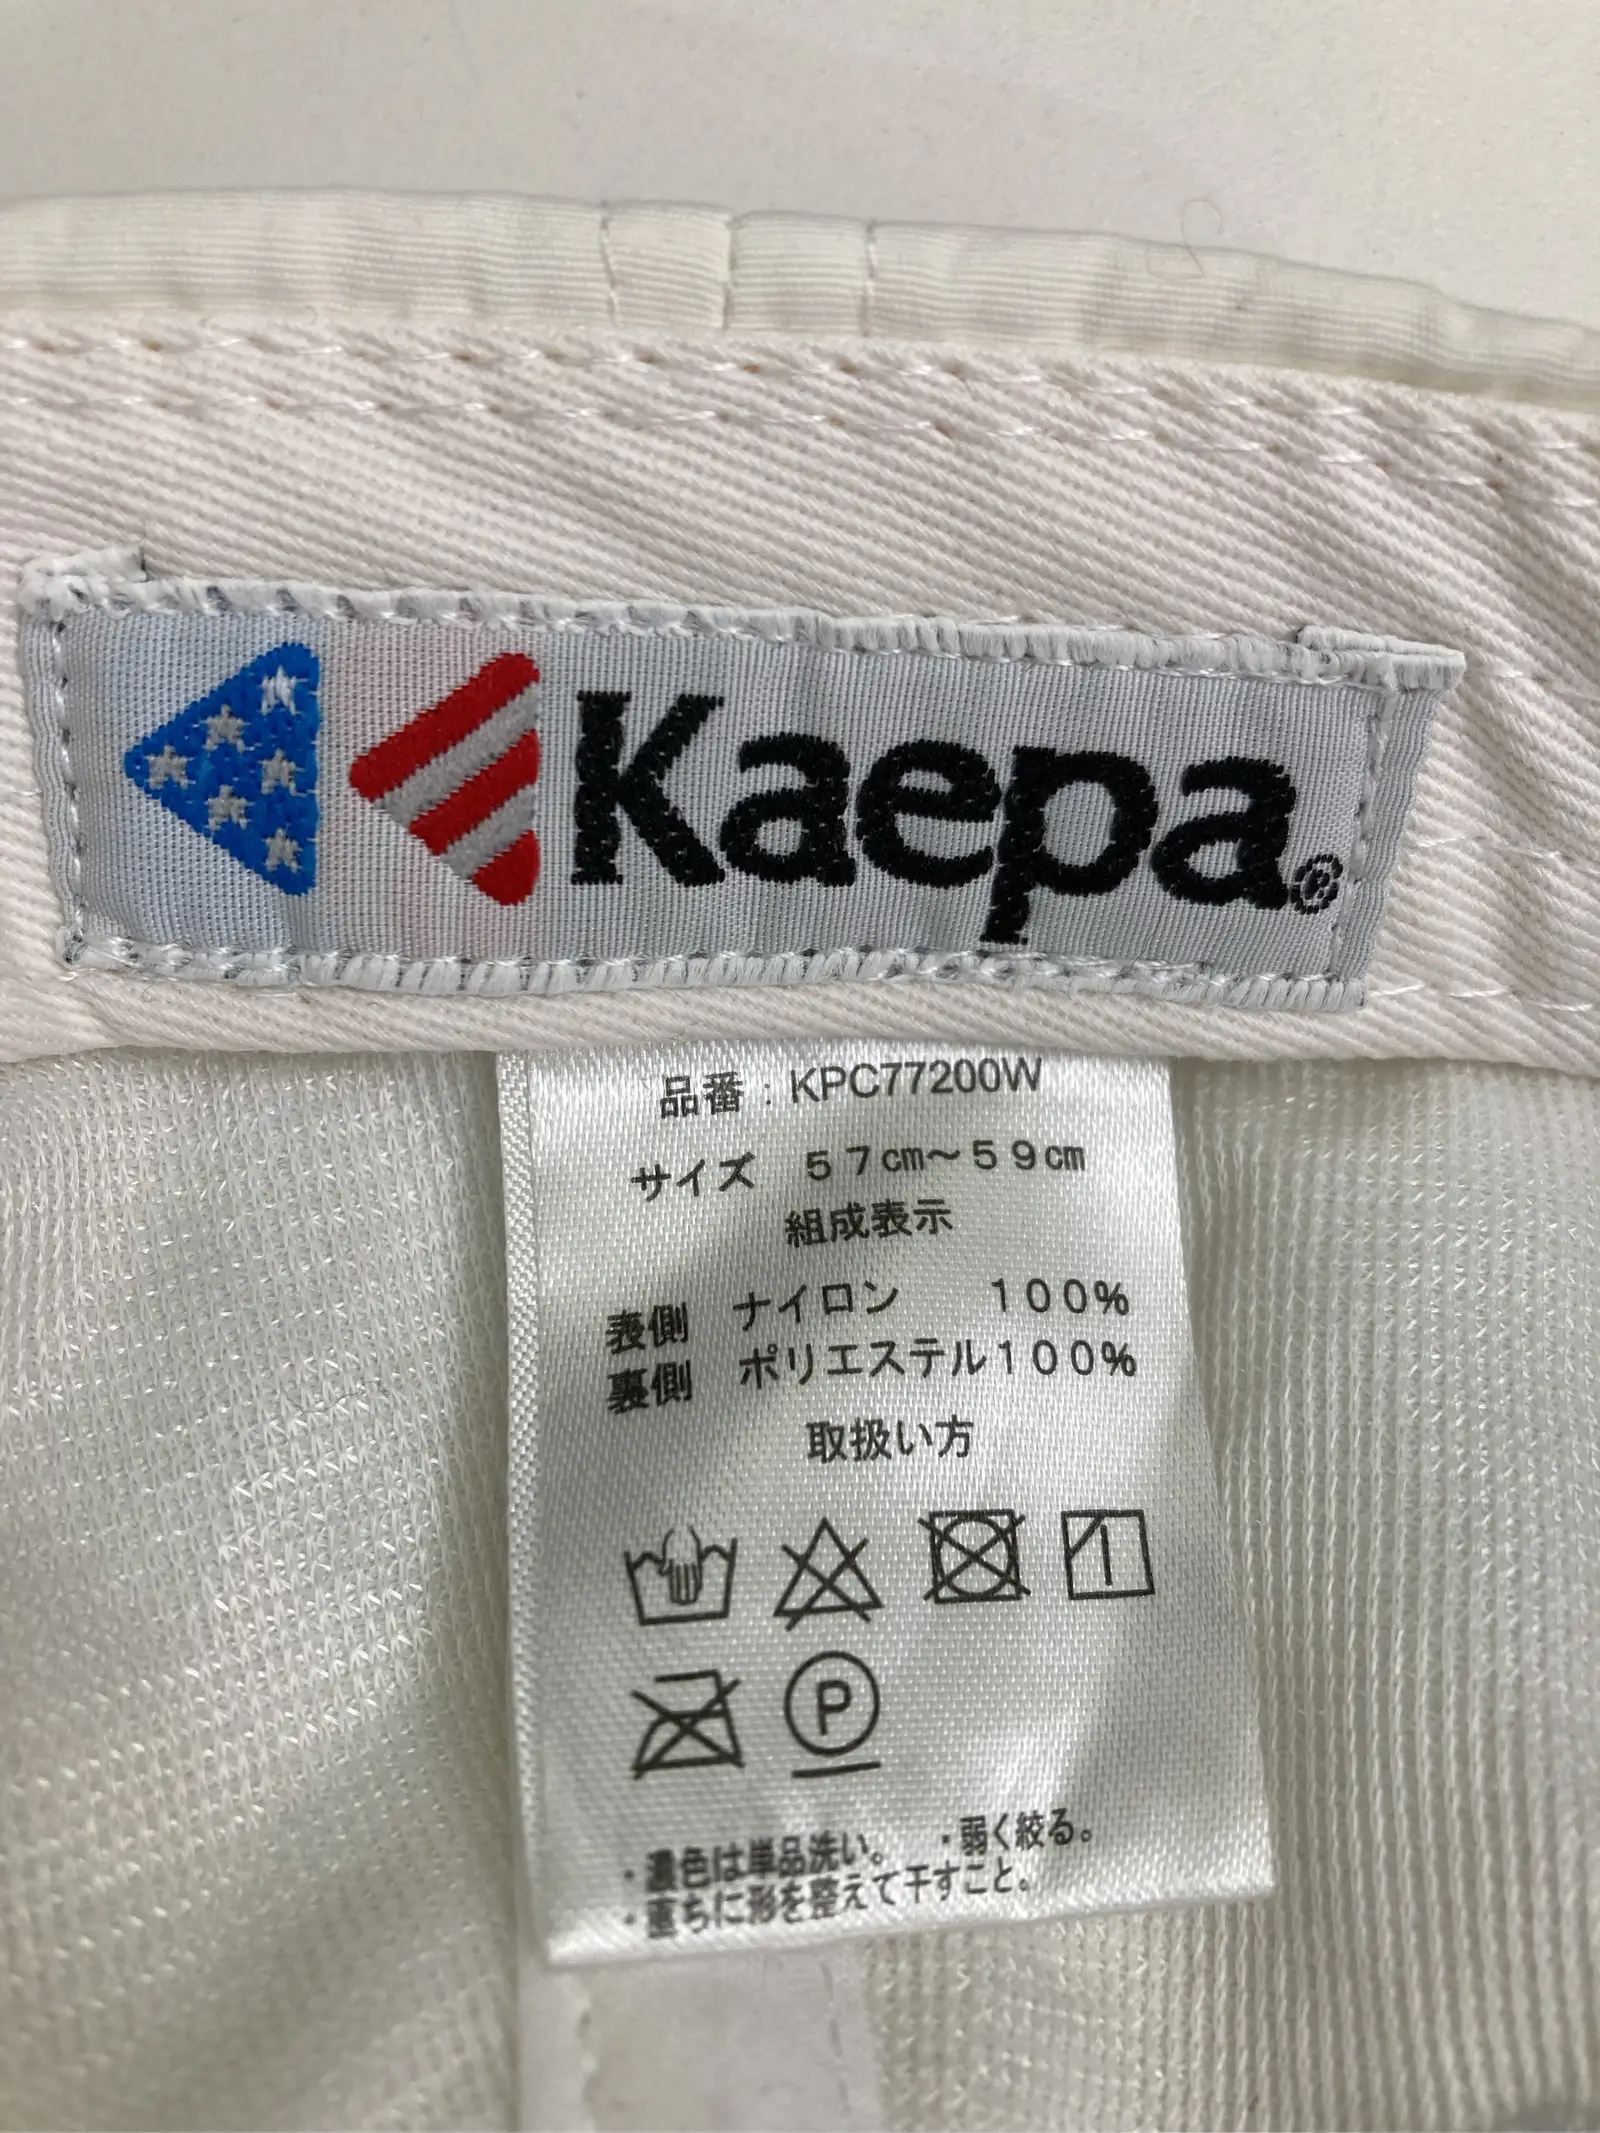 Kaepa®
品番：KPC77200W
サイズ　57㎝～59㎝
組成表示
表側　ナイロン　100%
裏側　ポリエステル100%
取扱い方
P
・濃色は単品洗い。　・弱く絞る。
・直ちに形を整えて干すこと。